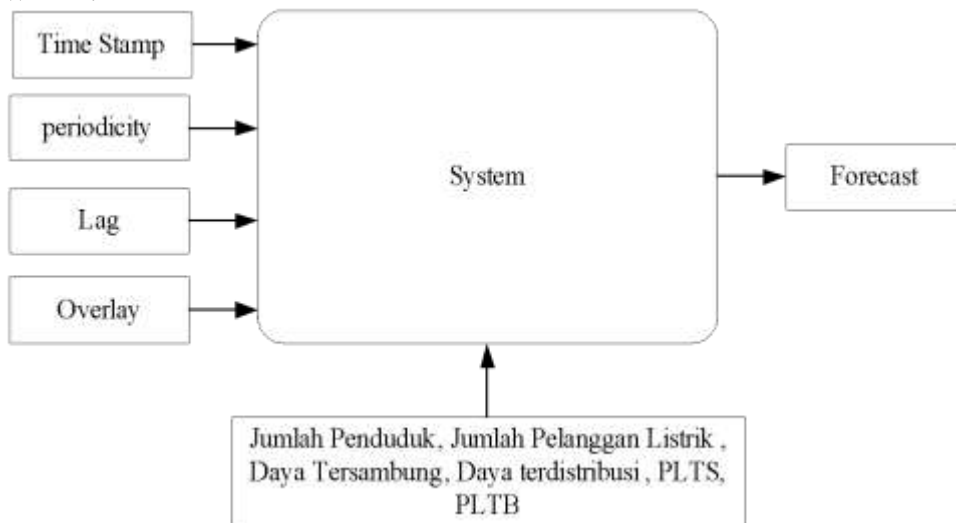 Time Stamp
periodicity
Lag
Overlay
System
Forecast
Jumlah Penduduk, Jumlah Pelanggan Listrik ,
Daya Tersambung, Daya terdistribusi , PLTS,
PLTB